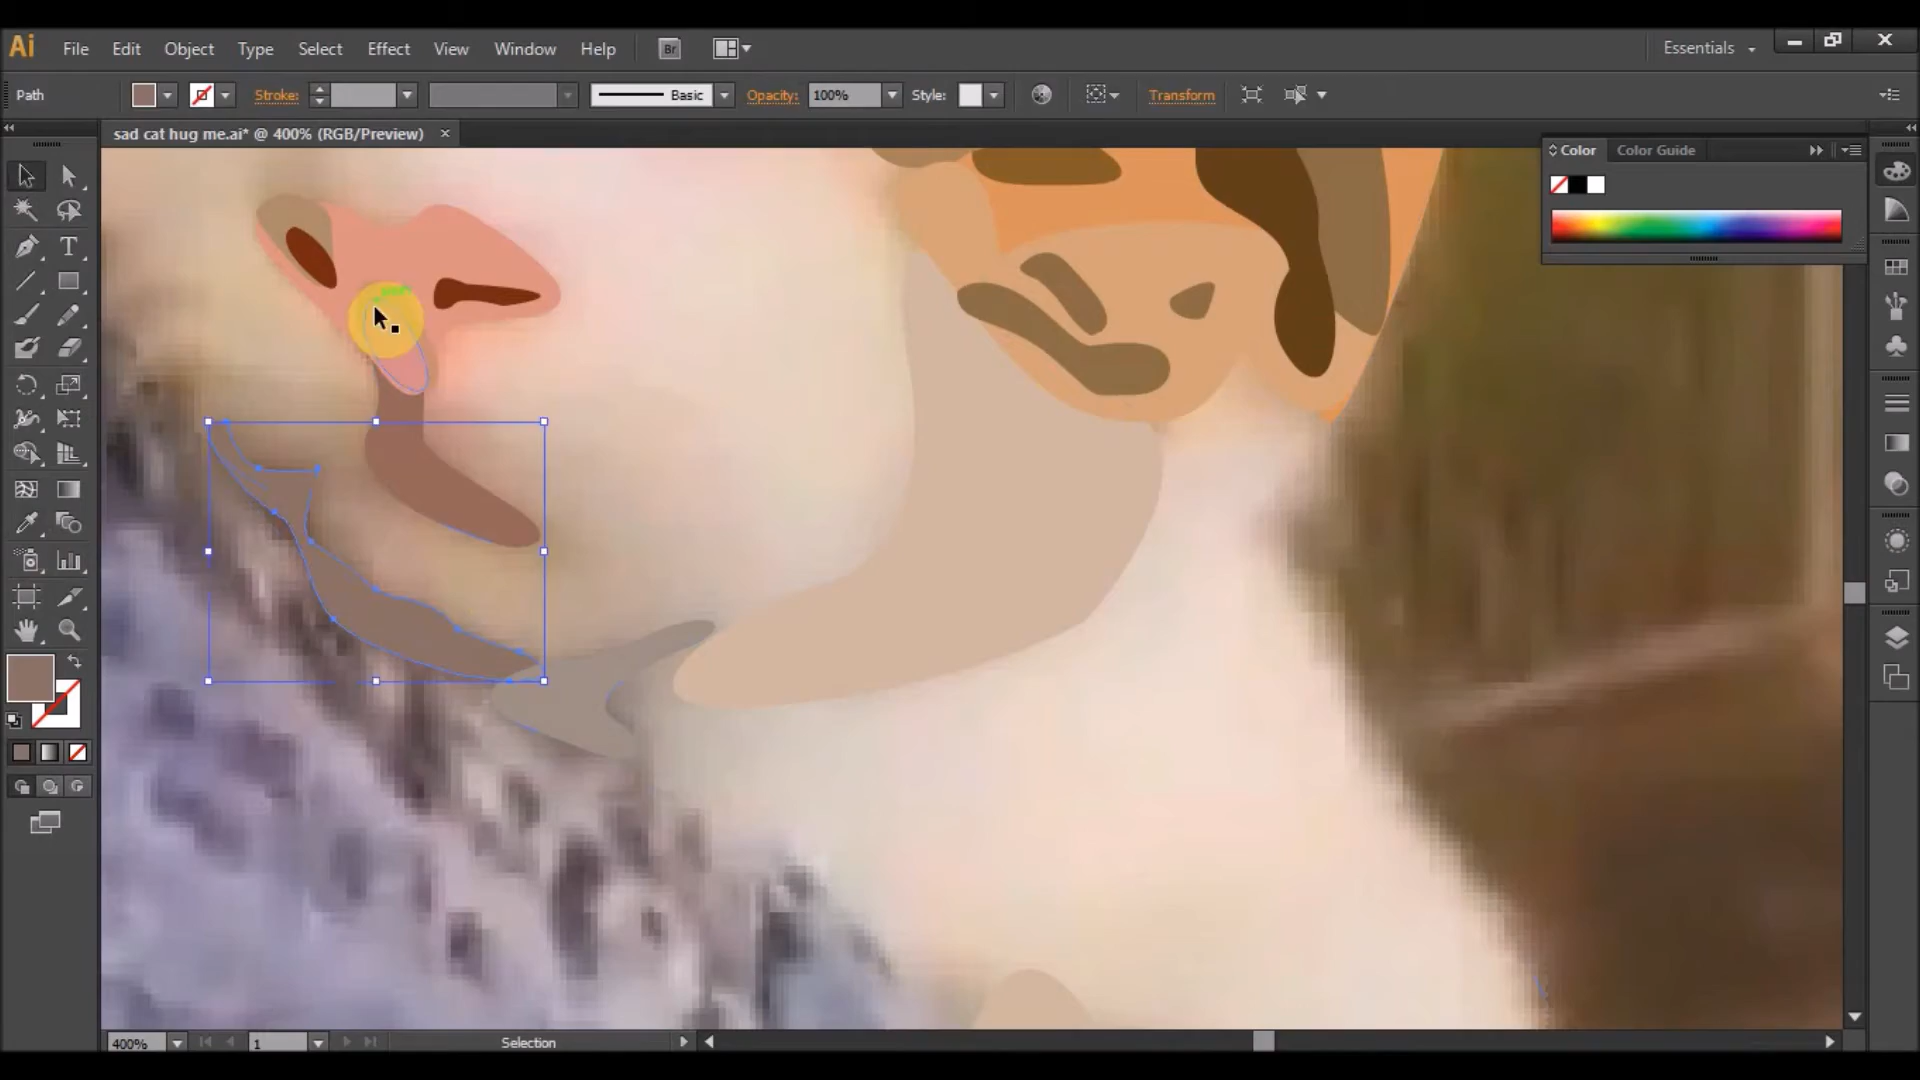 Ai File Edit Object Type Select Effect View Window Help Br Essentials
Path Stroke: Basic Opacity: 100% Style: Transform
sad cat hug me.ai* @ 400% (RGB/Preview)
Color Color Guide
T
400% 1 Selection